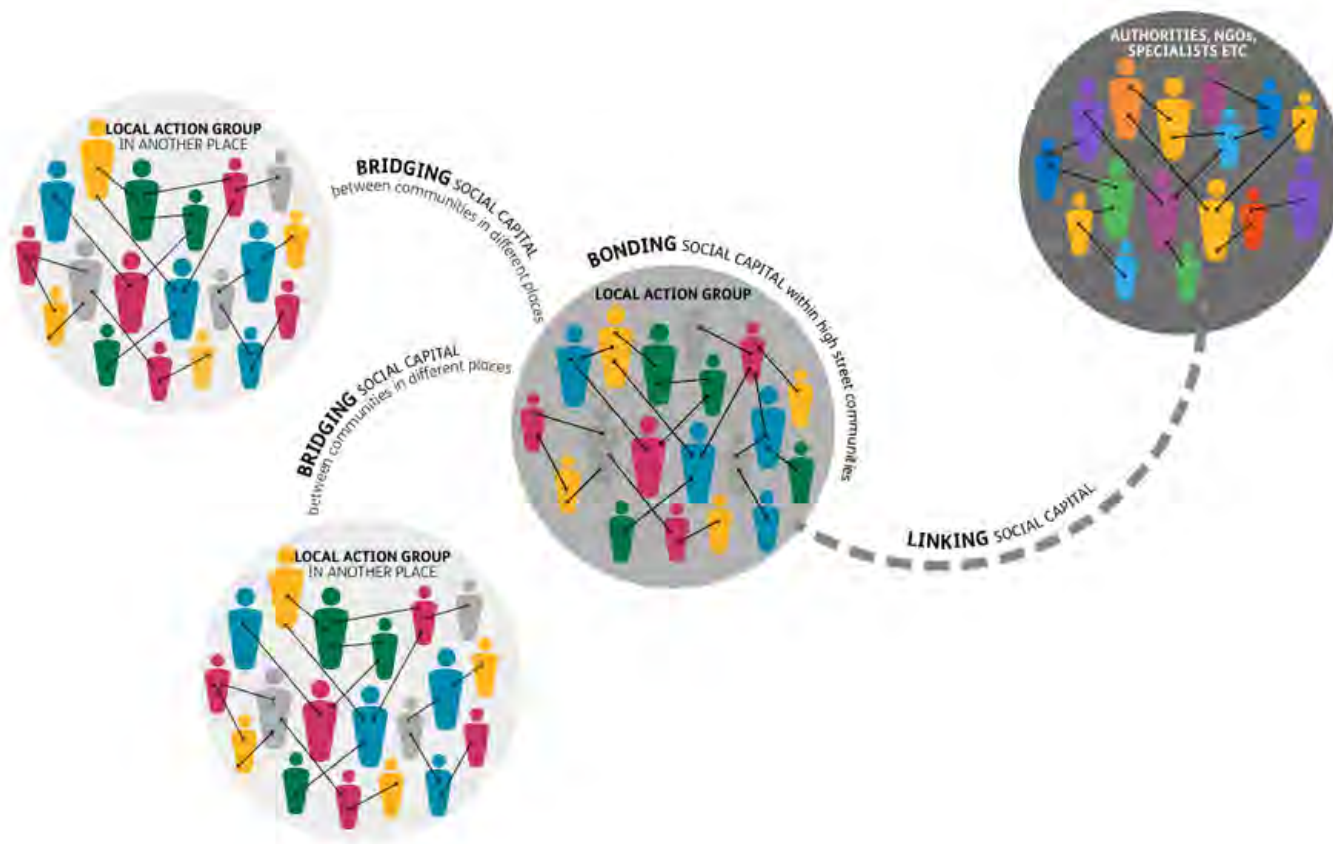 AUTHORITIES, NGOs,
SPECIALISTS ETC
LOCAL ACTION GROUP
IN ANOTHER PLACE
BRIDGING SOCIAL CAPITAL
between communities in different places
BONDING SOCIAL CAPITAL within high street communities
LOCAL ACTION GROUP
BRIDGING SOCIAL CAPITAL
between communities in different places
LINKING SOCIAL CAPITAL
LOCAL ACTION GROUP
IN ANOTHER PLACE